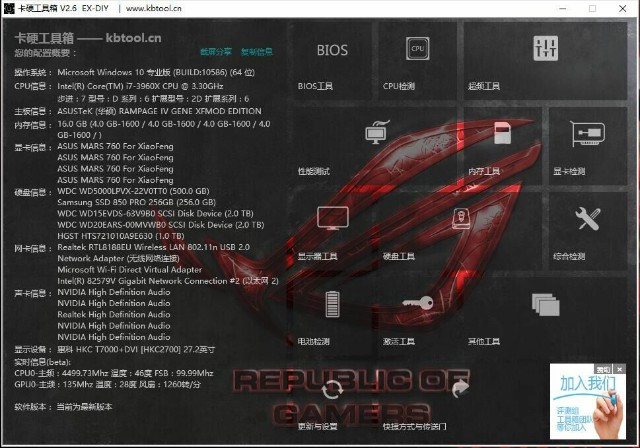 卡硬工具箱 V2.6 EX-DIY | www.kbtool.cn
卡硬工具箱 —— kbtool.cn
您的配置概要： 截屏分享 复制信息
操作系统： Microsoft Windows 10 专业版 (BUILD:10586) (64 位)
CPU信息： Intel(R) Core(TM) i7-3960X CPU @ 3.30GHz
步进：7 型号：D 系列：6 扩展型号：2D 扩展系列：6
主板信息： ASUSTeK (华硕) RAMPAGE IV GENE XFMOD EDITION
内存信息： 16.0 GB (4.0 GB-1600 / 4.0 GB-1600 / 4.0 GB-1600 / 4.0
GB-1600 / )
显卡信息： ASUS MARS 760 For XiaoFeng
ASUS MARS 760 For XiaoFeng
ASUS MARS 760 For XiaoFeng
ASUS MARS 760 For XiaoFeng
硬盘信息： WDC WD5000LPVX-22V0TT0 (500.0 GB)
Samsung SSD 850 PRO 256GB (256.0 GB)
WDC WD15EVDS-63V9B0 SCSI Disk Device (2.0 TB)
WDC WD20EARS-00MVWB0 SCSI Disk Device (2.0 TB)
HGST HTS721010A9E630 (1.0 TB)
网卡信息： Realtek RTL8188EU Wireless LAN 802.11n USB 2.0
Network Adapter (无线网络连接)
Microsoft Wi-Fi Direct Virtual Adapter
Intel(R) 82579V Gigabit Network Connection #2 (以太网 2)
声卡信息： NVIDIA High Definition Audio
NVIDIA High Definition Audio
Realtek High Definition Audio
NVIDIA High Definition Audio
NVIDIA High Definition Audio
显示设备： 惠科 HKC T7000+DVI [HKC2700] 27.2英寸
实时信息(beta):
CPU0-主频：4499.73Mhz 温度：46度 FSB：99.99Mhz
GPU0-主频：135Mhz 温度：28度 风扇：1260转/分
软件版本： 当前为最新版本
BIOS
BIOS工具
CPU
CPU检测
超频工具
性能测试
内存工具
显卡检测
显示器工具
硬盘工具
综合检测
电池检测
激活工具
其他工具
REPUBLIC OF
GAMERS
更新与设置
快捷方式与传送门
赞助 ×
加入我们
评测组
工具箱团队
等你加入